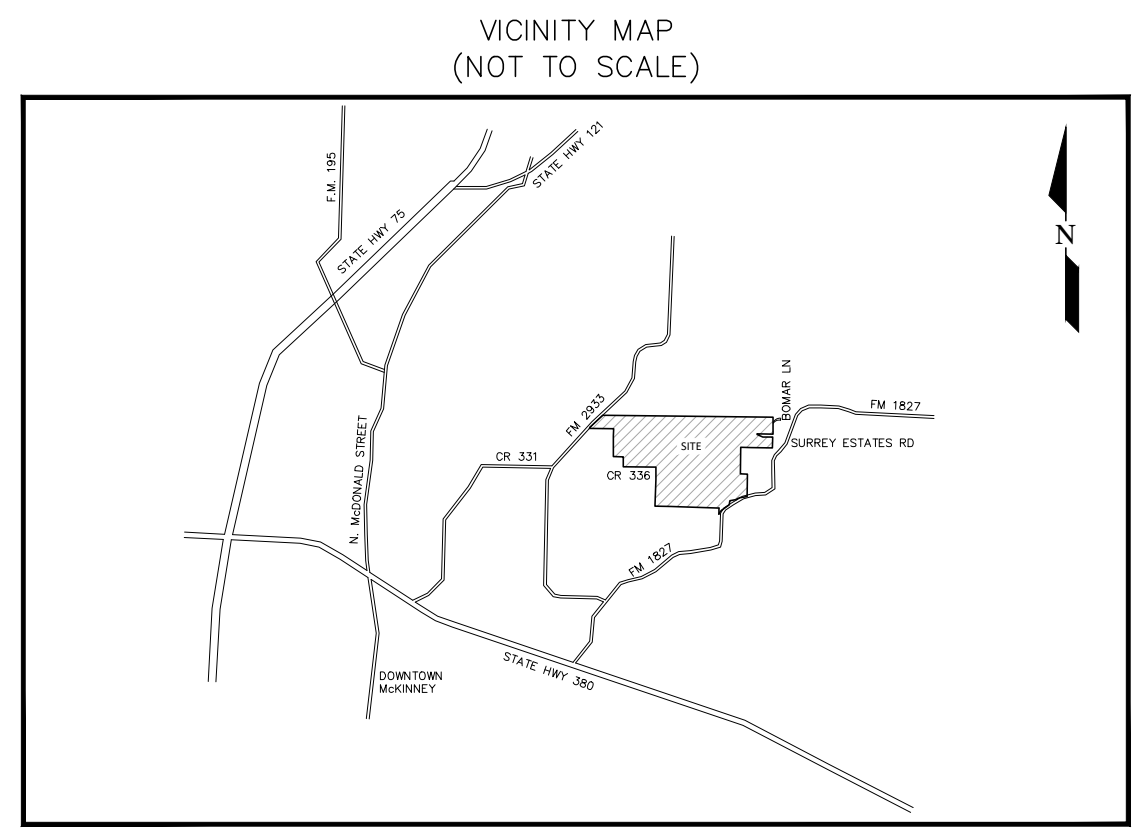 VICINITY MAP
(NOT TO SCALE)
STATE HWY 121
F.M. 195
STATE HWY 75
N
BOMAR LN
FM 2933
FM 1827
SITE
SURREY ESTATES RD
N. McDONALD STREET
CR 331
CR 336
FM 1827
STATE HWY 380
DOWNTOWN
McKINNEY